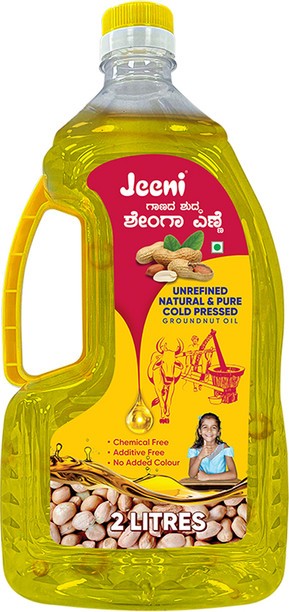 Jeeni
ಗಾಣದ ಶುದ್ಧ
ಶೇಂಗಾ ಎಣ್ಣೆ
UNREFINED
NATURAL & PURE
COLD PRESSED
GROUNDNUT OIL
• Chemical Free
• Additive Free
• No Added Colour
2 LITRES